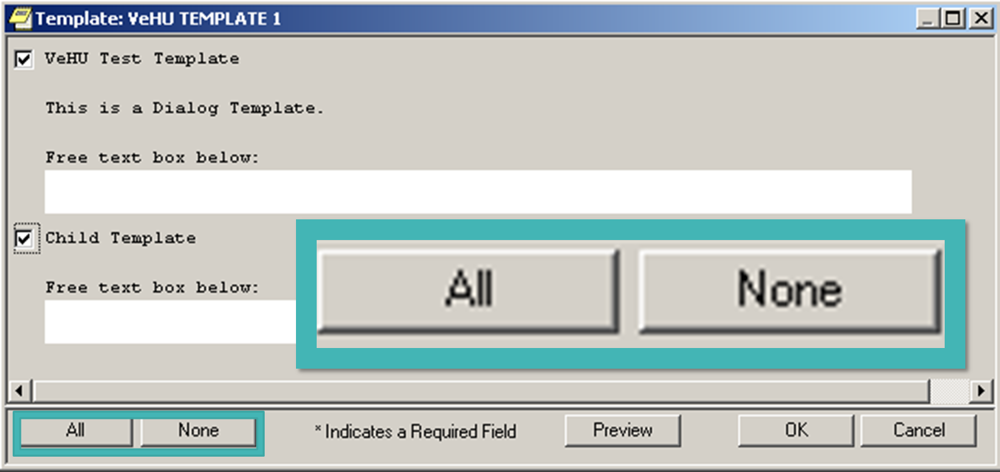 Template: VeHU TEMPLATE 1
VeHU Test Template
This is a Dialog Template.
Free text box below:
Child Template
Free text box below:
All None
All None * Indicates a Required Field Preview OK Cancel